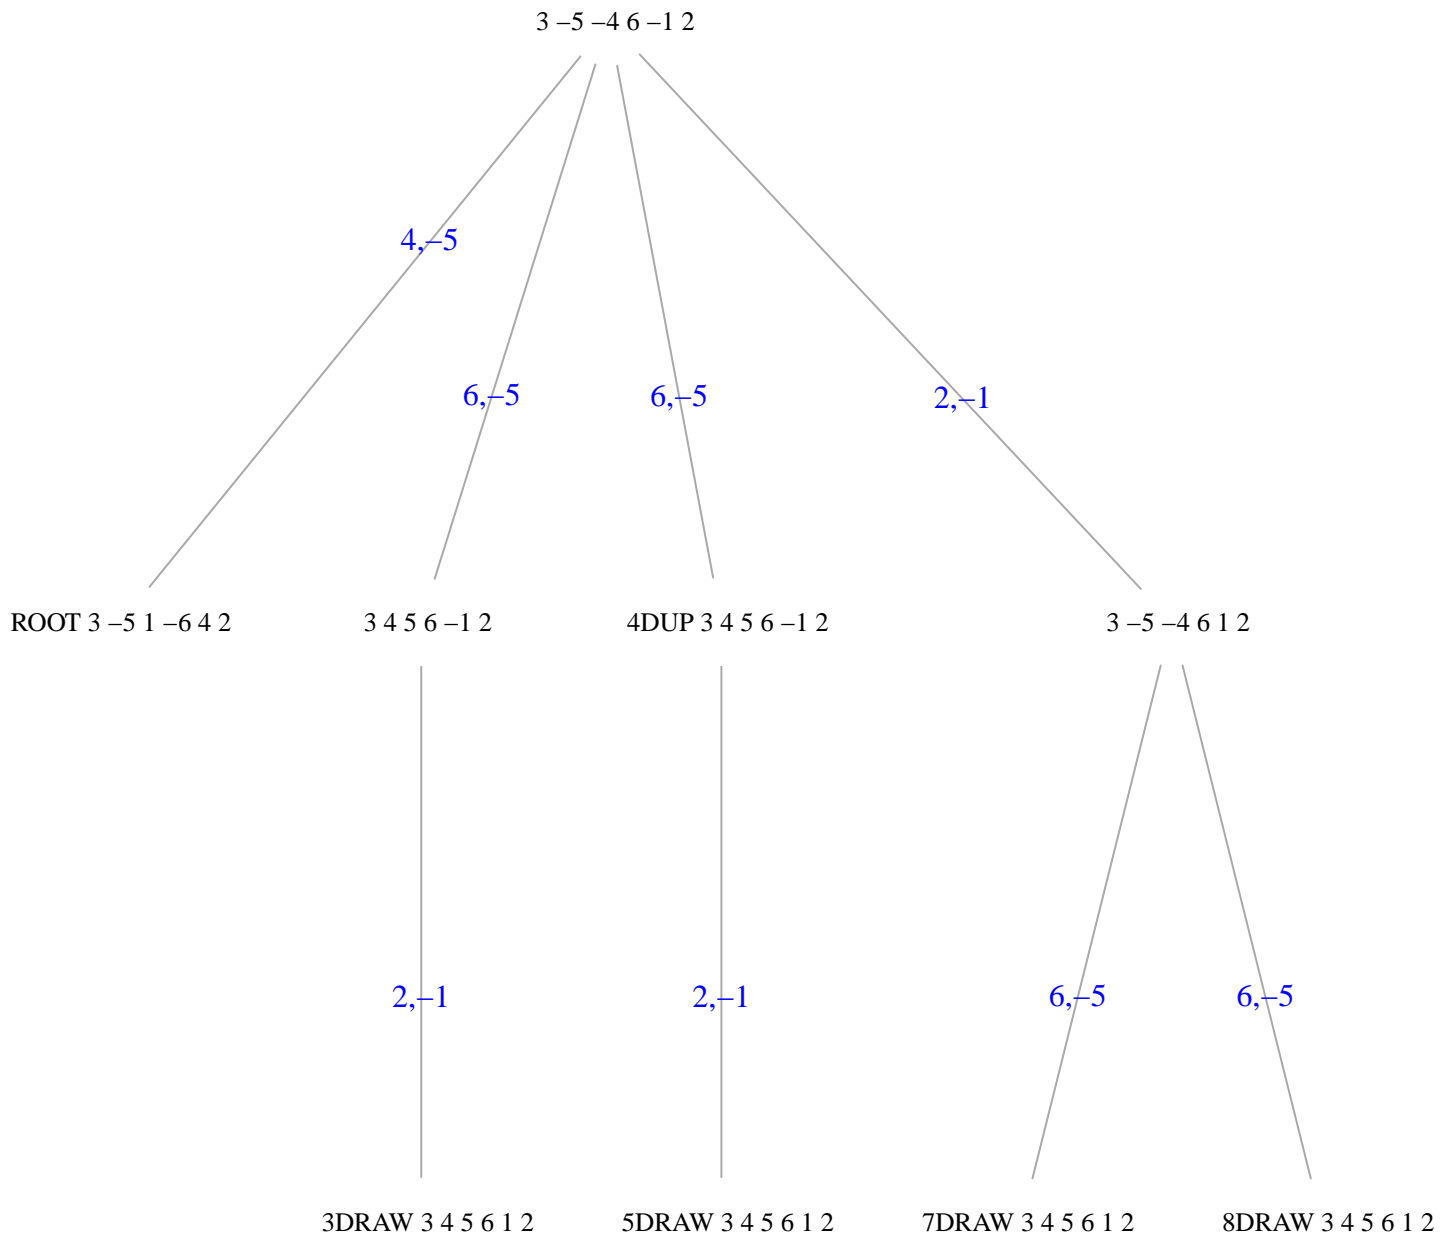 3 –5 –4 6 –1 2
4,–5
6,–5
6,–5
2,–1
ROOT 3 –5 1 –6 4 2
3 4 5 6 –1 2
4DUP 3 4 5 6 –1 2
3 –5 –4 6 1 2
2,–1
2,–1
6,–5
6,–5
3DRAW 3 4 5 6 1 2
5DRAW 3 4 5 6 1 2
7DRAW 3 4 5 6 1 2
8DRAW 3 4 5 6 1 2